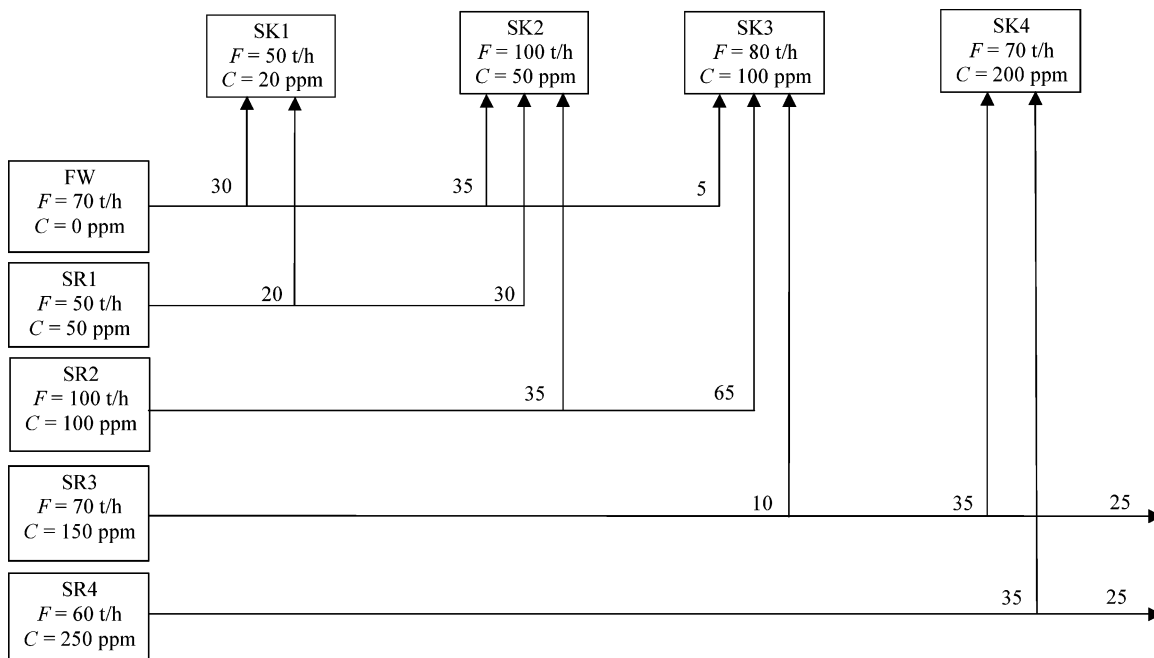 SK1
F = 50 t/h
C = 20 ppm
SK2
F = 100 t/h
C = 50 ppm
SK3
F = 80 t/h
C = 100 ppm
SK4
F = 70 t/h
C = 200 ppm
FW
F = 70 t/h
C = 0 ppm
30
35
5
SR1
F = 50 t/h
C = 50 ppm
20
30
SR2
F = 100 t/h
C = 100 ppm
35
65
SR3
F = 70 t/h
C = 150 ppm
10
35
25
SR4
F = 60 t/h
C = 250 ppm
35
25